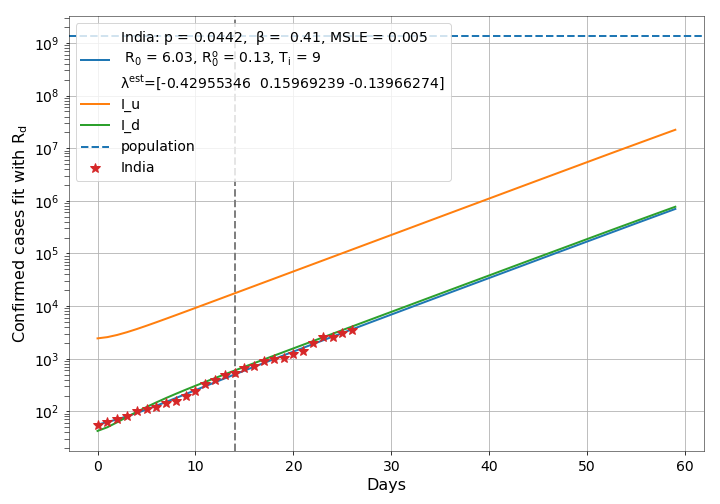 India: p = 0.0442, β = 0.41, MSLE = 0.005
R₀ = 6.03, R₀⁰ = 0.13, Tᵢ = 9
λᵉˢᵗ=[-0.42955346 0.15969239 -0.13966274]
I_u
I_d
population
India
Confirmed cases fit with R_d
10⁹
10⁸
10⁷
10⁶
10⁵
10⁴
10³
10²
0 10 20 30 40 50 60
Days